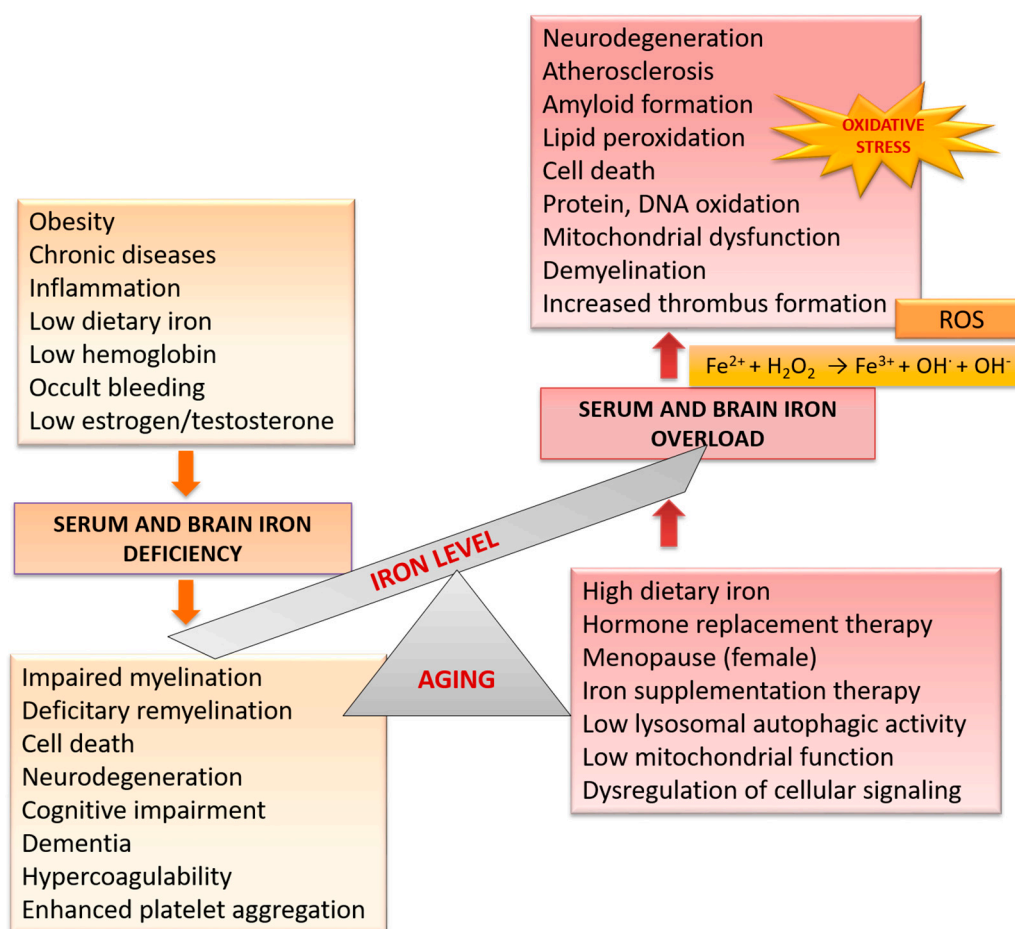 Neurodegeneration
Atherosclerosis
Amyloid formation
Lipid peroxidation
Cell death
Protein, DNA oxidation
Mitochondrial dysfunction
Demyelination
Increased thrombus formation
OXIDATIVE
STRESS
ROS
Fe²⁺ + H₂O₂ → Fe³⁺ + OH· + OH⁻
SERUM AND BRAIN IRON
OVERLOAD
Obesity
Chronic diseases
Inflammation
Low dietary iron
Low hemoglobin
Occult bleeding
Low estrogen/testosterone
SERUM AND BRAIN IRON
DEFICIENCY
IRON LEVEL
AGING
Impaired myelination
Deficitary remyelination
Cell death
Neurodegeneration
Cognitive impairment
Dementia
Hypercoagulability
Enhanced platelet aggregation
High dietary iron
Hormone replacement therapy
Menopause (female)
Iron supplementation therapy
Low lysosomal autophagic activity
Low mitochondrial function
Dysregulation of cellular signaling